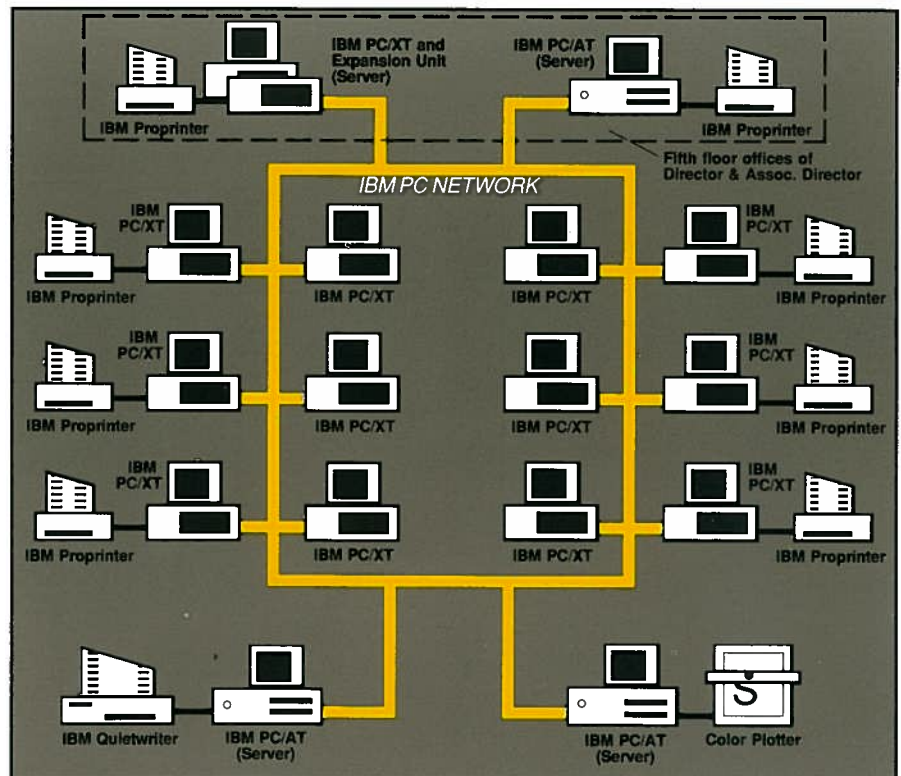 IBM PC/XT and
Expansion Unit
(Server)
IBM PC/AT
(Server)
IBM Proprinter
IBM Proprinter
Fifth floor offices of
Director & Assoc. Director
IBM PC NETWORK
IBM
PC/XT
IBM
PC/XT
IBM Proprinter
IBM PC/XT
IBM PC/XT
IBM Proprinter
IBM
PC/XT
IBM
PC/XT
IBM Proprinter
IBM PC/XT
IBM PC/XT
IBM Proprinter
IBM
PC/XT
IBM
PC/XT
IBM Proprinter
IBM PC/XT
IBM PC/XT
IBM Proprinter
S
IBM Quietwriter
IBM PC/AT
(Server)
IBM PC/AT
(Server)
Color Plotter